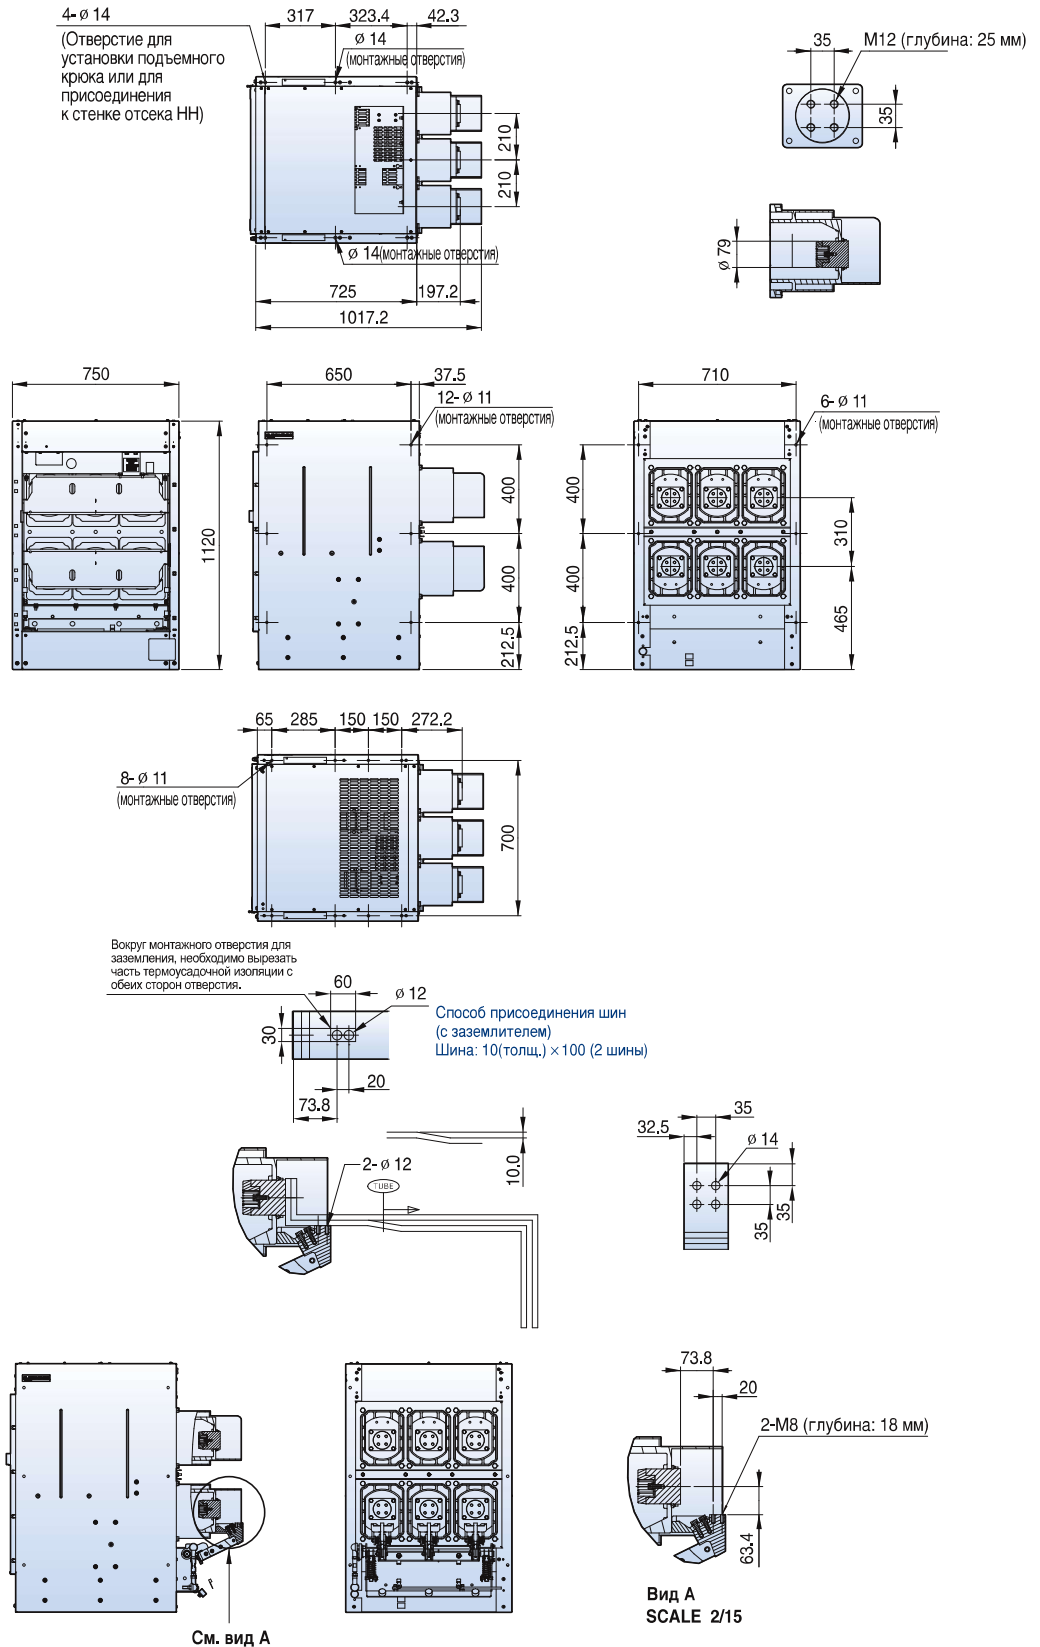 4- ø 14
(Отверстие для
установки подъемного
крюка или для
присоединения
к стенке отсека НН)
317
323.4
42.3
ø 14
(монтажные отверстия)
210
210
ø 14(монтажные отверстия)
725
197.2
1017.2
35
M12 (глубина: 25 мм)
35
ø 79
750
1120
650
37.5
12- ø 11
(монтажные отверстия)
400
400
212.5
710
6- ø 11
(монтажные отверстия)
400
400
212.5
310
465
65
285
150
150
272.2
8- ø 11
(монтажные отверстия)
700
Вокруг монтажного отверстия для
заземления, необходимо вырезать
часть термоусадочной изоляции с
обеих сторон отверстия.
60
ø 12
30
20
73.8
Способ присоединения шин
(с заземлителем)
Шина: 10(толщ.) × 100 (2 шины)
10.0
2- ø 12
TUBE
35
32.5
ø 14
35
35
73.8
20
2-M8 (глубина: 18 мм)
63.4
Вид А
SCALE 2/15
См. вид А